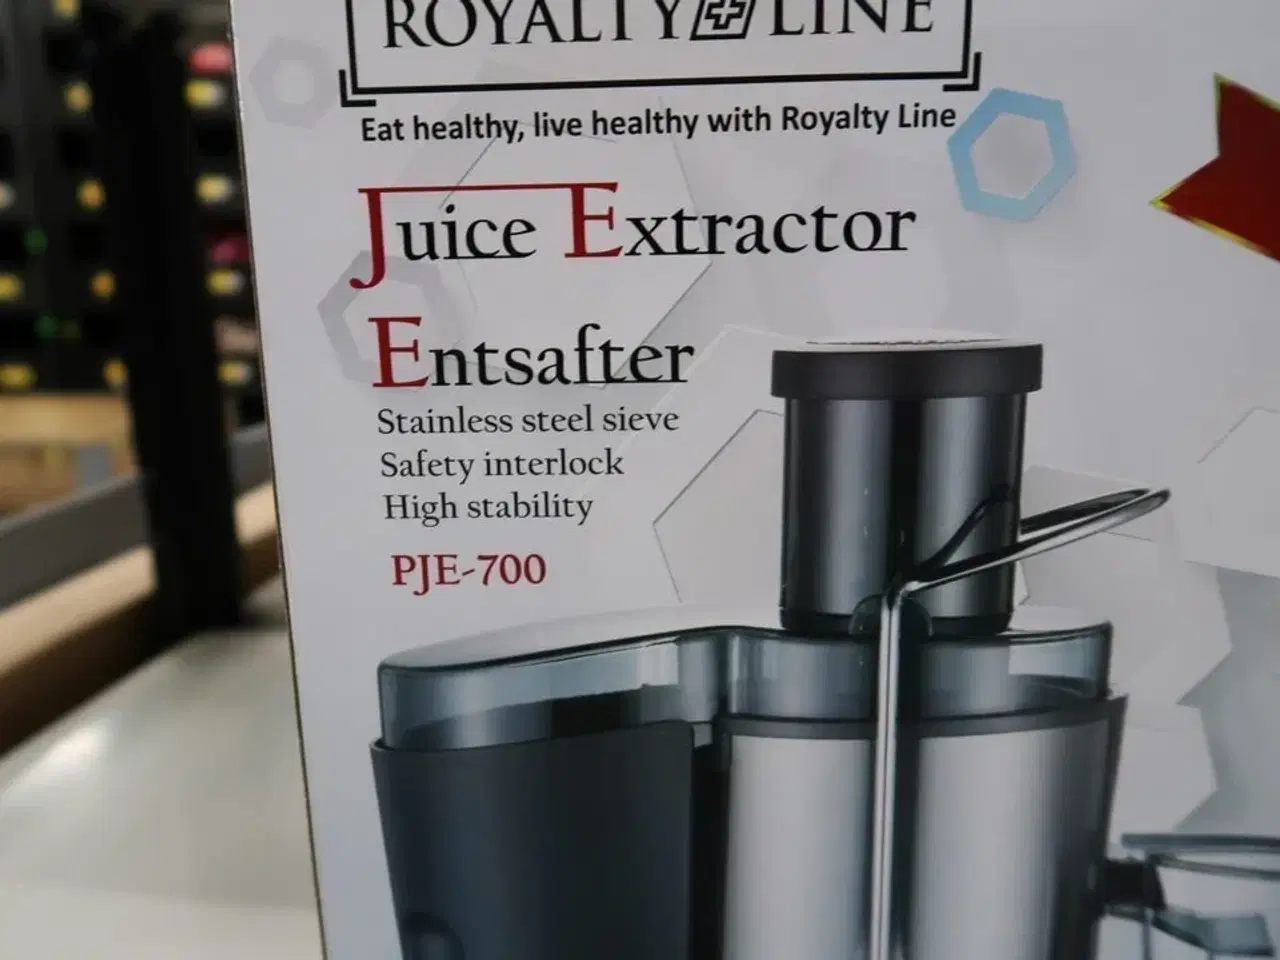 ROYALTY LINE
Eat healthy, live healthy with Royalty Line
Juice Extractor
Entsafter
Stainless steel sieve
Safety interlock
High stability
PJE-700